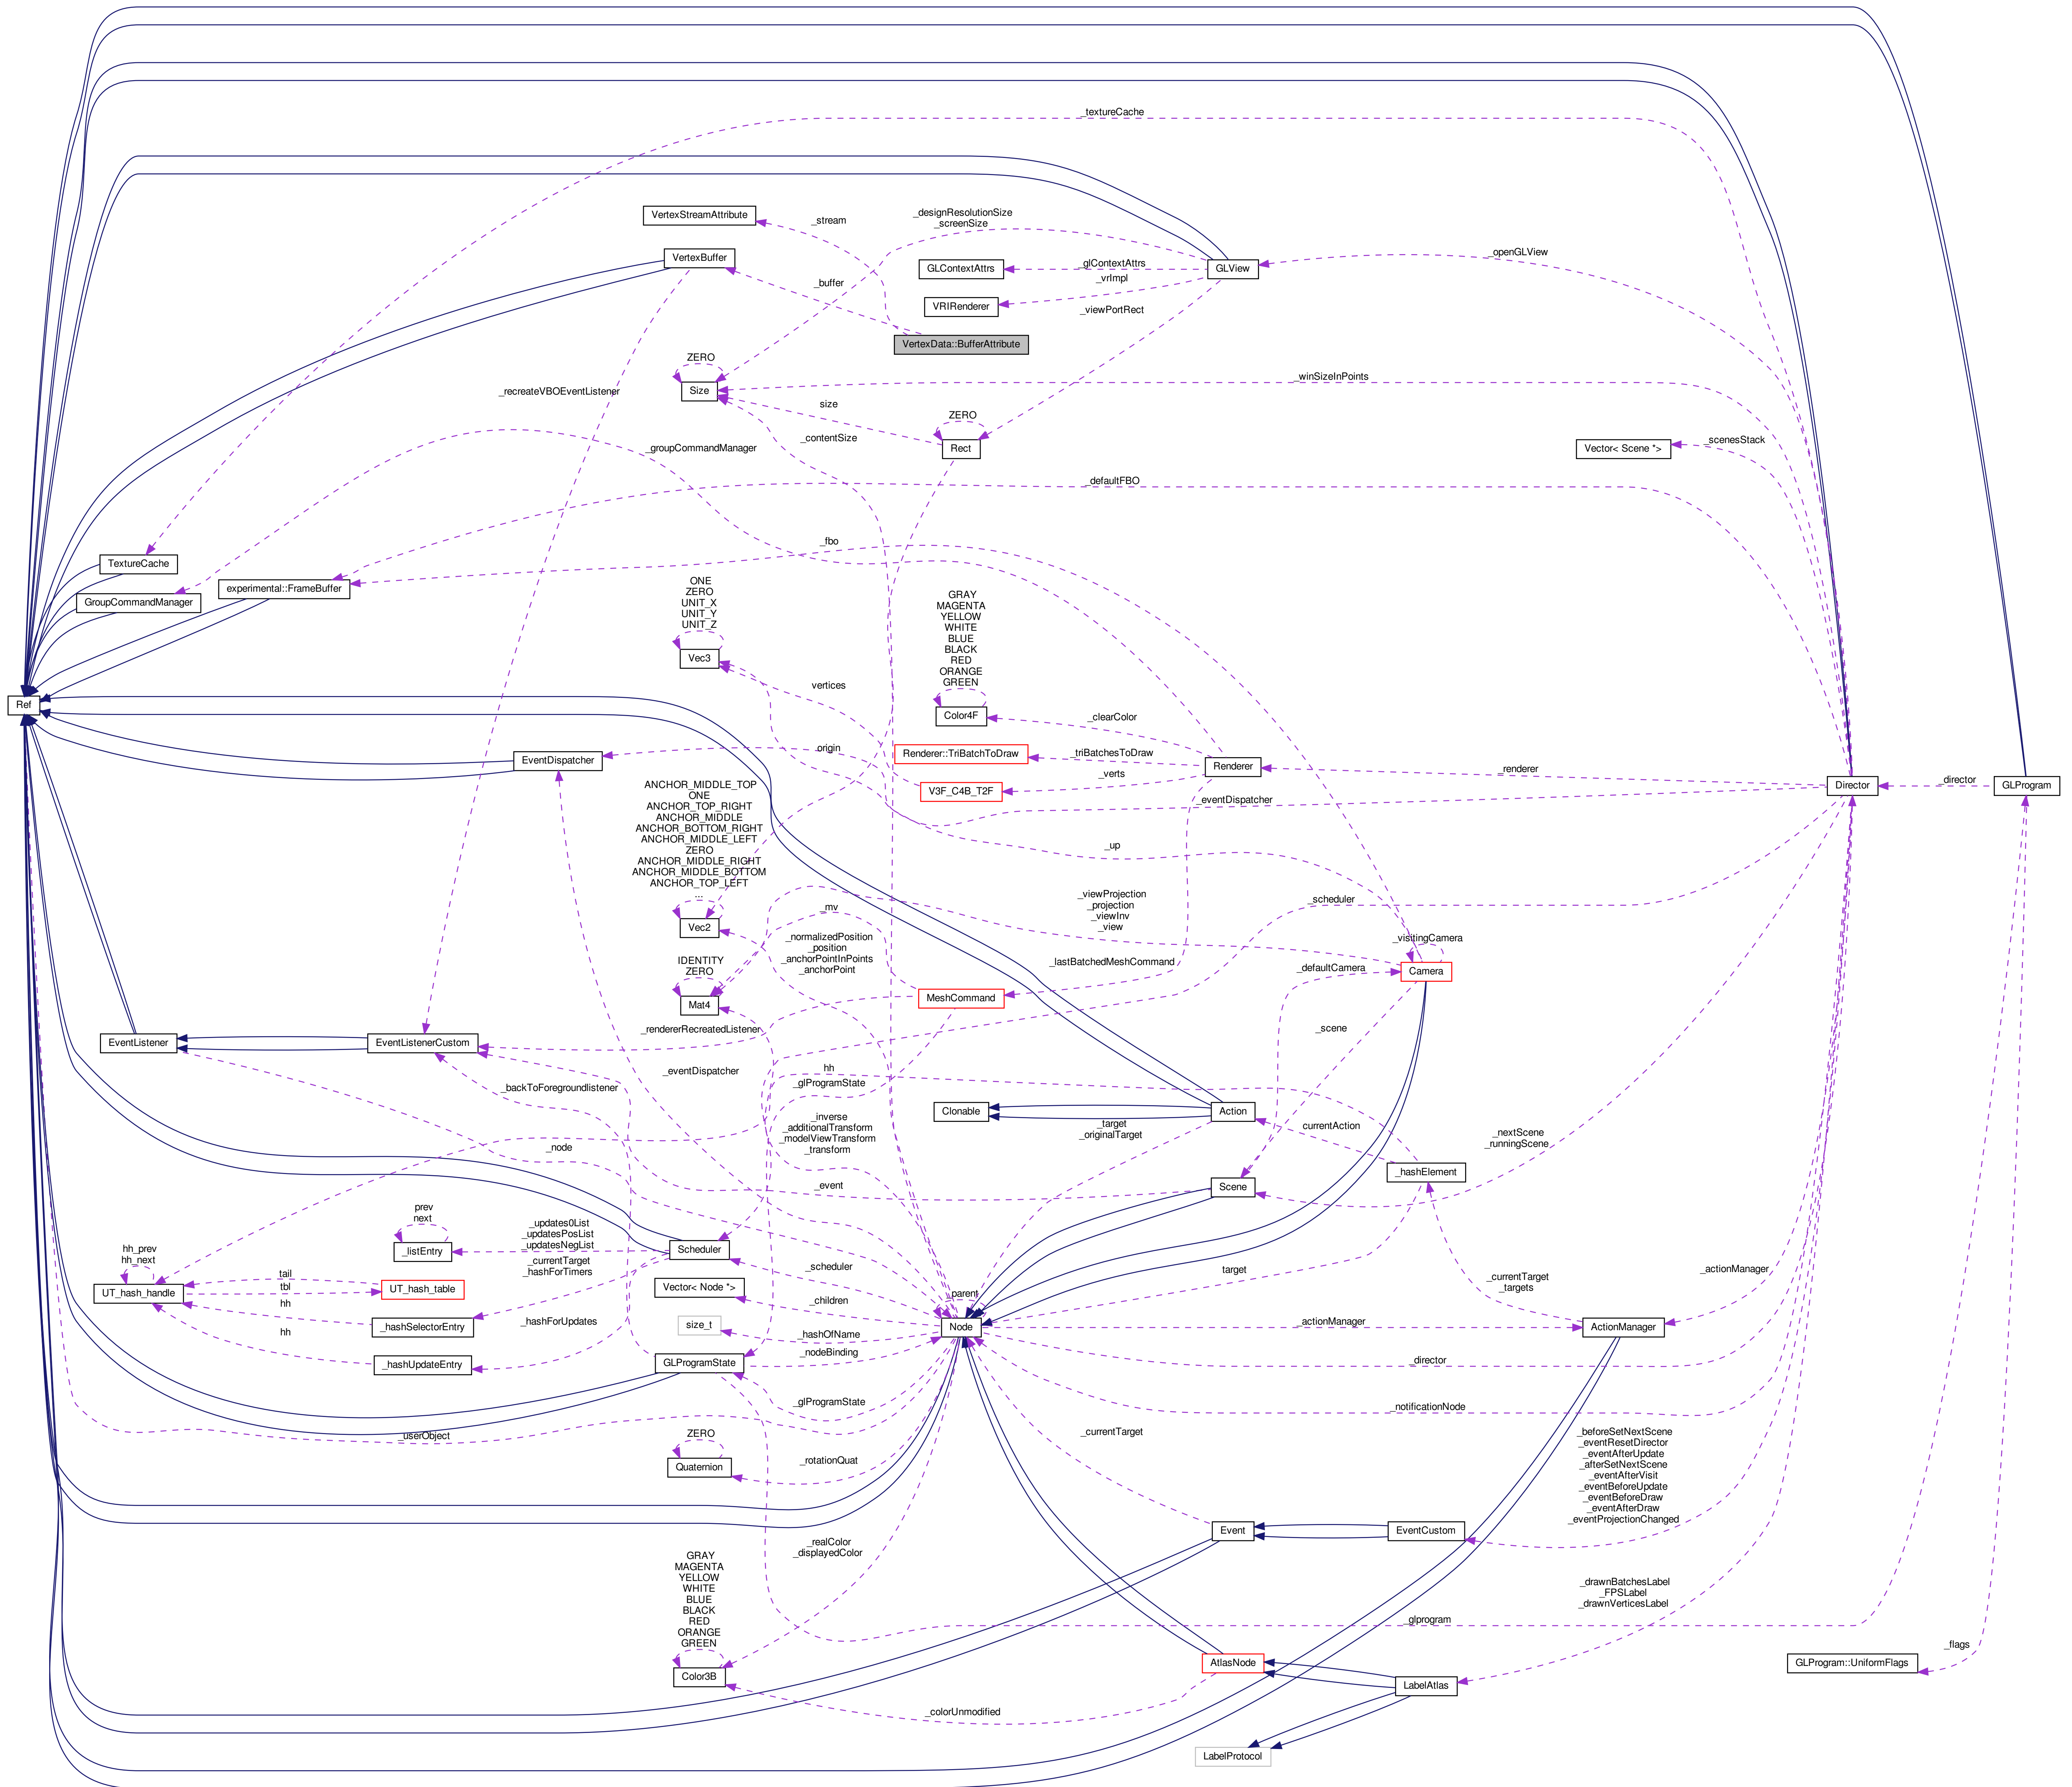 _textureCache
VertexStreamAttribute
_stream
_designResolutionSize
_screenSize
VertexBuffer
_openGLView
GLContextAttrs
_glContextAttrs
GLView
_vrImpl
_buffer
VRIRenderer
_viewPortRect
VertexData::BufferAttribute
ZERO
_winSizeInPoints
Size
_recreateVBOEventListener
size
ZERO
_contentSize
_scenesStack
_groupCommandManager
Rect
Vector< Scene *>
_defaultFBO
_fbo
TextureCache
experimental::FrameBuffer
GroupCommandManager
ONE
ZERO
UNIT_X
UNIT_Y
UNIT_Z
GRAY
MAGENTA
YELLOW
WHITE
BLUE
BLACK
RED
ORANGE
GREEN
Vec3
vertices
Ref
Color4F
_clearColor
origin
Renderer::TriBatchToDraw
_triBatchesToDraw
EventDispatcher
Renderer
_renderer
_verts
V3F_C4B_T2F
Director
_director
GLProgram
_eventDispatcher
ANCHOR_MIDDLE_TOP
ONE
ANCHOR_TOP_RIGHT
ANCHOR_MIDDLE
ANCHOR_BOTTOM_RIGHT
ANCHOR_MIDDLE_LEFT
ZERO
ANCHOR_MIDDLE_RIGHT
ANCHOR_MIDDLE_BOTTOM
ANCHOR_TOP_LEFT
...
_up
Vec2
_mv
_viewProjection
_projection
_viewInv
_view
_scheduler
_normalizedPosition
_position
_anchorPointInPoints
_anchorPoint
_visitingCamera
IDENTITY
ZERO
_lastBatchedMeshCommand
_defaultCamera
Camera
Mat4
MeshCommand
_rendererRecreatedListener
_scene
EventListener
EventListenerCustom
_eventDispatcher
hh
_backToForegroundlistener
_glProgramState
Clonable
Action
_inverse
_additionalTransform
_modelViewTransform
_transform
_target
_originalTarget
currentAction
_nextScene
_runningScene
_node
_hashElement
_event
Scene
prev
next
_updates0List
_updatesPosList
_updatesNegList
_listEntry
Scheduler
hh_prev
hh_next
_currentTarget
_hashForTimers
tail
_scheduler
target
_actionManager
UT_hash_handle
tbl
UT_hash_table
Vector< Node *>
_children
parent
_currentTarget
_targets
hh
_hashSelectorEntry
_hashForUpdates
size_t
_hashOfName
Node
_actionManager
ActionManager
hh
_hashUpdateEntry
GLProgramState
_nodeBinding
_director
_glProgramState
_notificationNode
_userObject
ZERO
_currentTarget
Quaternion
_rotationQuat
_beforeSetNextScene
_eventResetDirector
_eventAfterUpdate
_afterSetNextScene
_eventAfterVisit
_eventBeforeUpdate
_eventBeforeDraw
_eventAfterDraw
_eventProjectionChanged
Event
EventCustom
_realColor
_displayedColor
GRAY
MAGENTA
YELLOW
WHITE
BLUE
BLACK
RED
ORANGE
GREEN
_drawnBatchesLabel
_FPSLabel
_drawnVerticesLabel
_glprogram
_flags
AtlasNode
GLProgram::UniformFlags
Color3B
LabelAtlas
_colorUnmodified
LabelProtocol